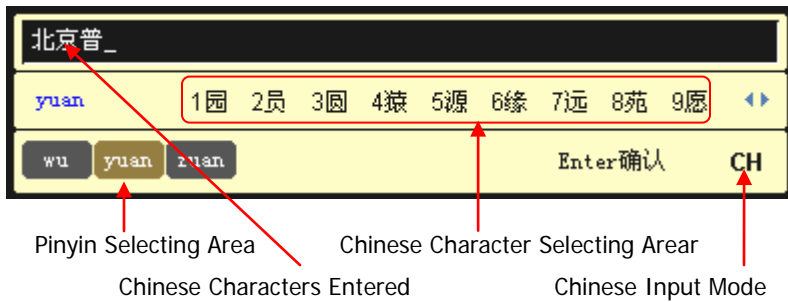 北京普_
yuan 1园 2员 3圆 4猿 5源 6缘 7远 8苑 9愿
wu yuan ruan Enter确认 CH
Pinyin Selecting Area Chinese Character Selecting Arear
Chinese Characters Entered Chinese Input Mode